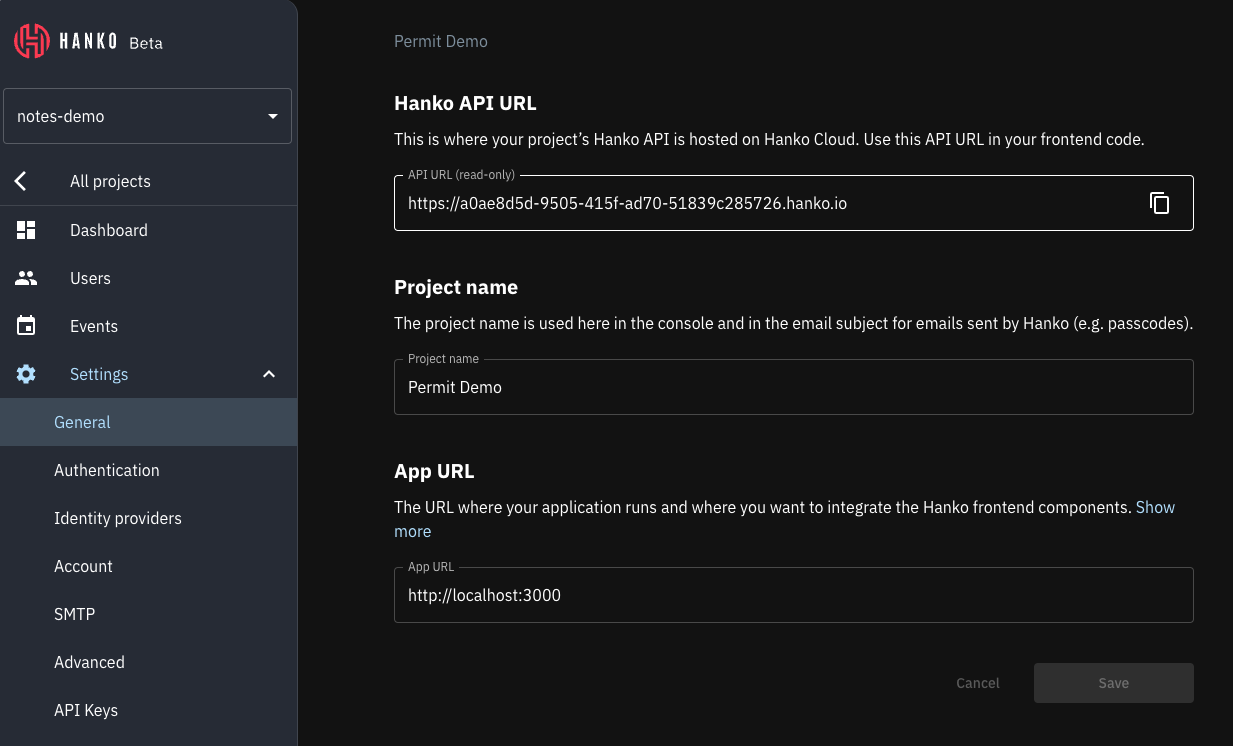 HANKO Beta
notes-demo
All projects
Dashboard
Users
Events
Settings
General
Authentication
Identity providers
Account
SMTP
Advanced
API Keys
Permit Demo
Hanko API URL
This is where your project’s Hanko API is hosted on Hanko Cloud. Use this API URL in your frontend code.
API URL (read-only)
https://a0ae8d5d-9505-415f-ad70-51839c285726.hanko.io
Project name
The project name is used here in the console and in the email subject for emails sent by Hanko (e.g. passcodes).
Project name
Permit Demo
App URL
The URL where your application runs and where you want to integrate the Hanko frontend components. Show
more
App URL
http://localhost:3000
Cancel
Save